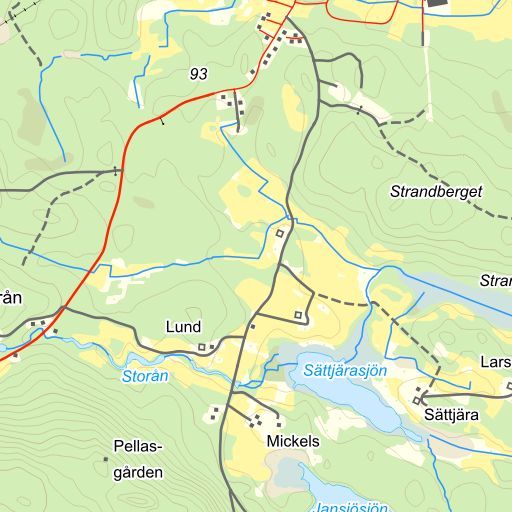 93
Strandberget
Stran
rån
Lund
Sättjärasjön
Lars
Storån
Sättjära
Mickels
Pellas-
gården
Jansjösjön